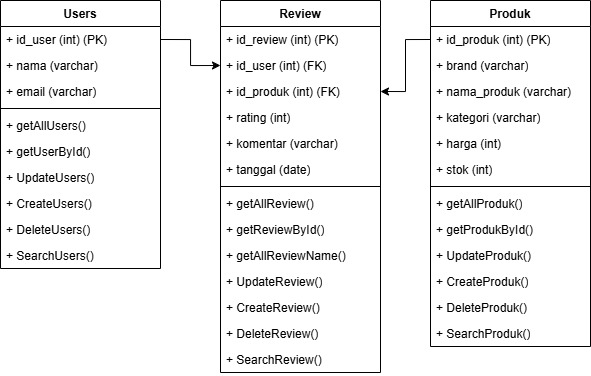 Users
+ id_user (int) (PK)
+ nama (varchar)
+ email (varchar)
+ getAllUsers()
+ getUserById()
+ UpdateUsers()
+ CreateUsers()
+ DeleteUsers()
+ SearchUsers()
Review
+ id_review (int) (PK)
+ id_user (int) (FK)
+ id_produk (int) (FK)
+ rating (int)
+ komentar (varchar)
+ tanggal (date)
+ getAllReview()
+ getReviewById()
+ getAllReviewName()
+ UpdateReview()
+ CreateReview()
+ DeleteReview()
+ SearchReview()
Produk
+ id_produk (int) (PK)
+ brand (varchar)
+ nama_produk (varchar)
+ kategori (varchar)
+ harga (int)
+ stok (int)
+ getAllProduk()
+ getProdukById()
+ UpdateProduk()
+ CreateProduk()
+ DeleteProduk()
+ SearchProduk()